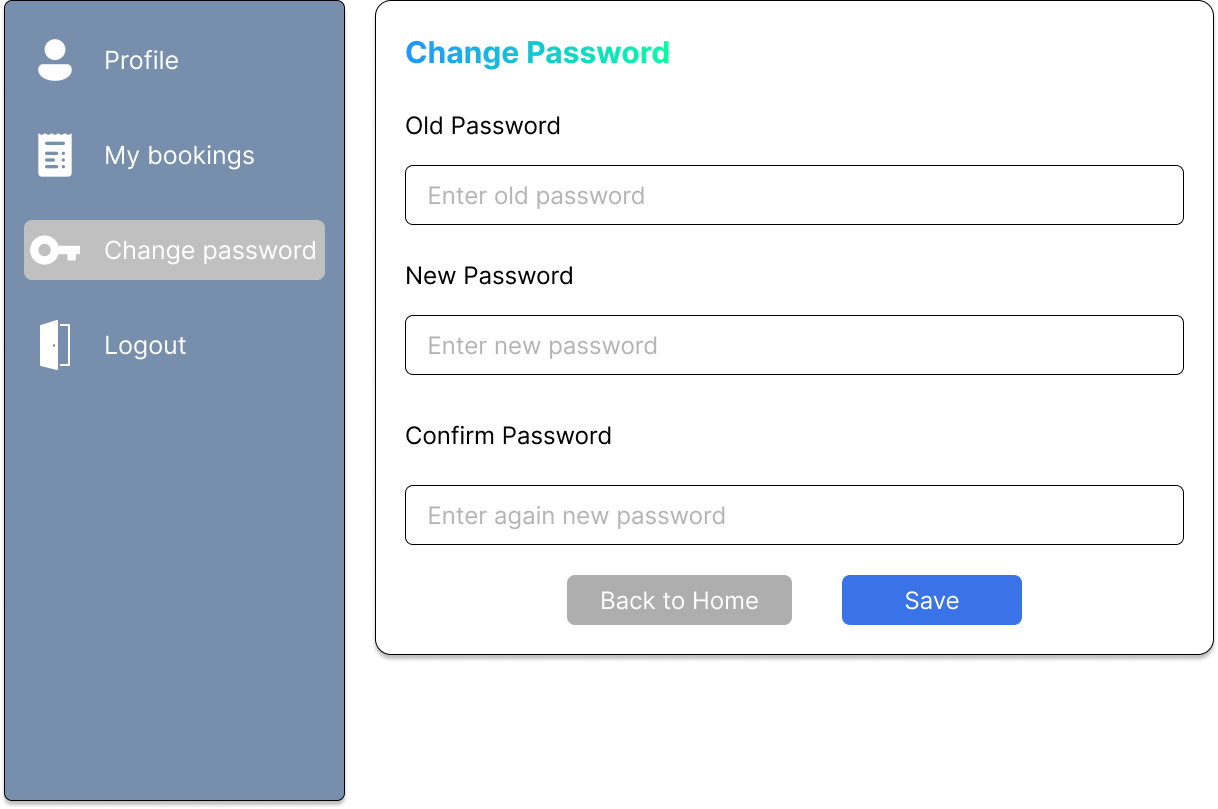 Profile
My bookings
Change password
Logout
Change Password
Old Password
Enter old password
New Password
Enter new password
Confirm Password
Enter again new password
Back to Home
Save